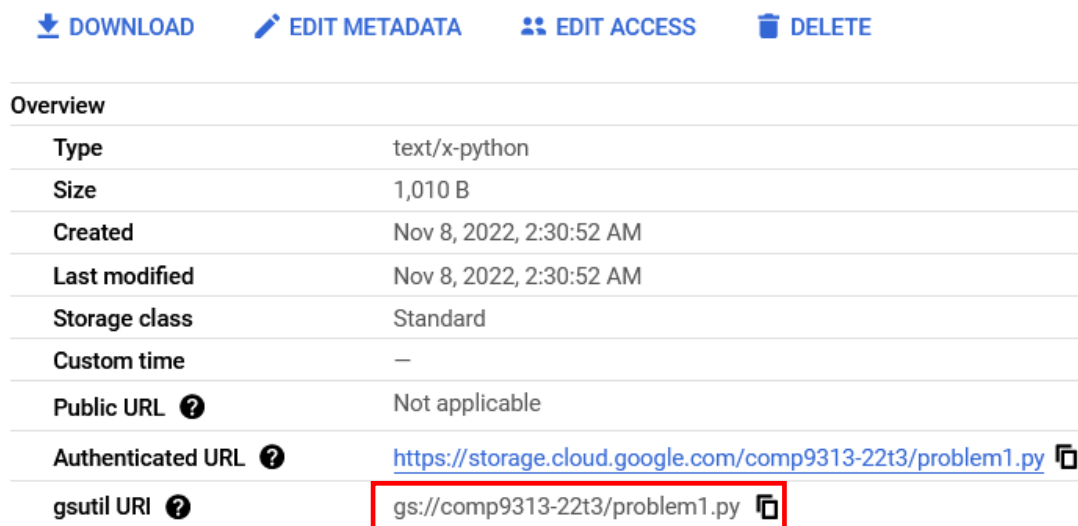 DOWNLOAD EDIT METADATA EDIT ACCESS DELETE
Overview
Type text/x-python
Size 1,010 B
Created Nov 8, 2022, 2:30:52 AM
Last modified Nov 8, 2022, 2:30:52 AM
Storage class Standard
Custom time —
Public URL ? Not applicable
Authenticated URL ? https://storage.cloud.google.com/comp9313-22t3/problem1.py
gsutil URI ? gs://comp9313-22t3/problem1.py